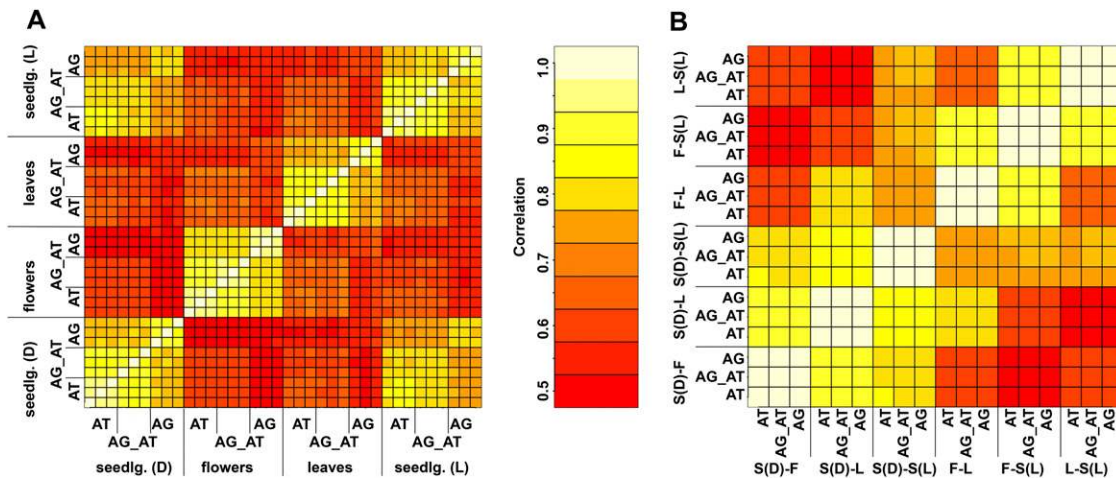 A
seedlg. (L)
AG
AG_AT
AT
leaves
AG
AG_AT
AT
flowers
AG
AG_AT
AT
seedlg. (D)
AG
AG_AT
AT
AT AG AT AG AT AG AT AG
AG_AT AG_AT AG_AT AG_AT
seedlg. (D) flowers leaves seedlg. (L)
Correlation
1.0
0.9
0.8
0.7
0.6
0.5
B
L-S(L)
AG
AG_AT
AT
F-S(L)
AG
AG_AT
AT
F-L
AG
AG_AT
AT
S(D)-S(L)
AG
AG_AT
AT
S(D)-L
AG
AG_AT
AT
S(D)-F
AG
AG_AT
AT
AT AG_AT AG AT AG_AT AG AT AG_AT AG AT AG_AT AG AT AG_AT AG AT AG_AT AG
S(D)-F S(D)-L S(D)-S(L) F-L F-S(L) L-S(L)